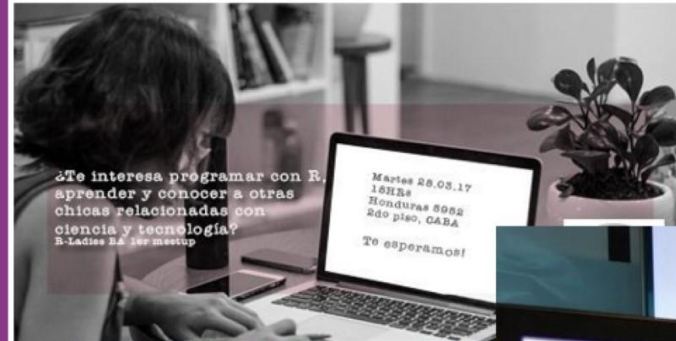 ¿Te interesa programar con R,
aprender y conocer a otras
chicas relacionadas con
ciencia y tecnología?
R-Ladies BA 1er meetup
Martes 28.03.17
18HRs
Honduras 5952
2do piso, CABA
Te esperamos!